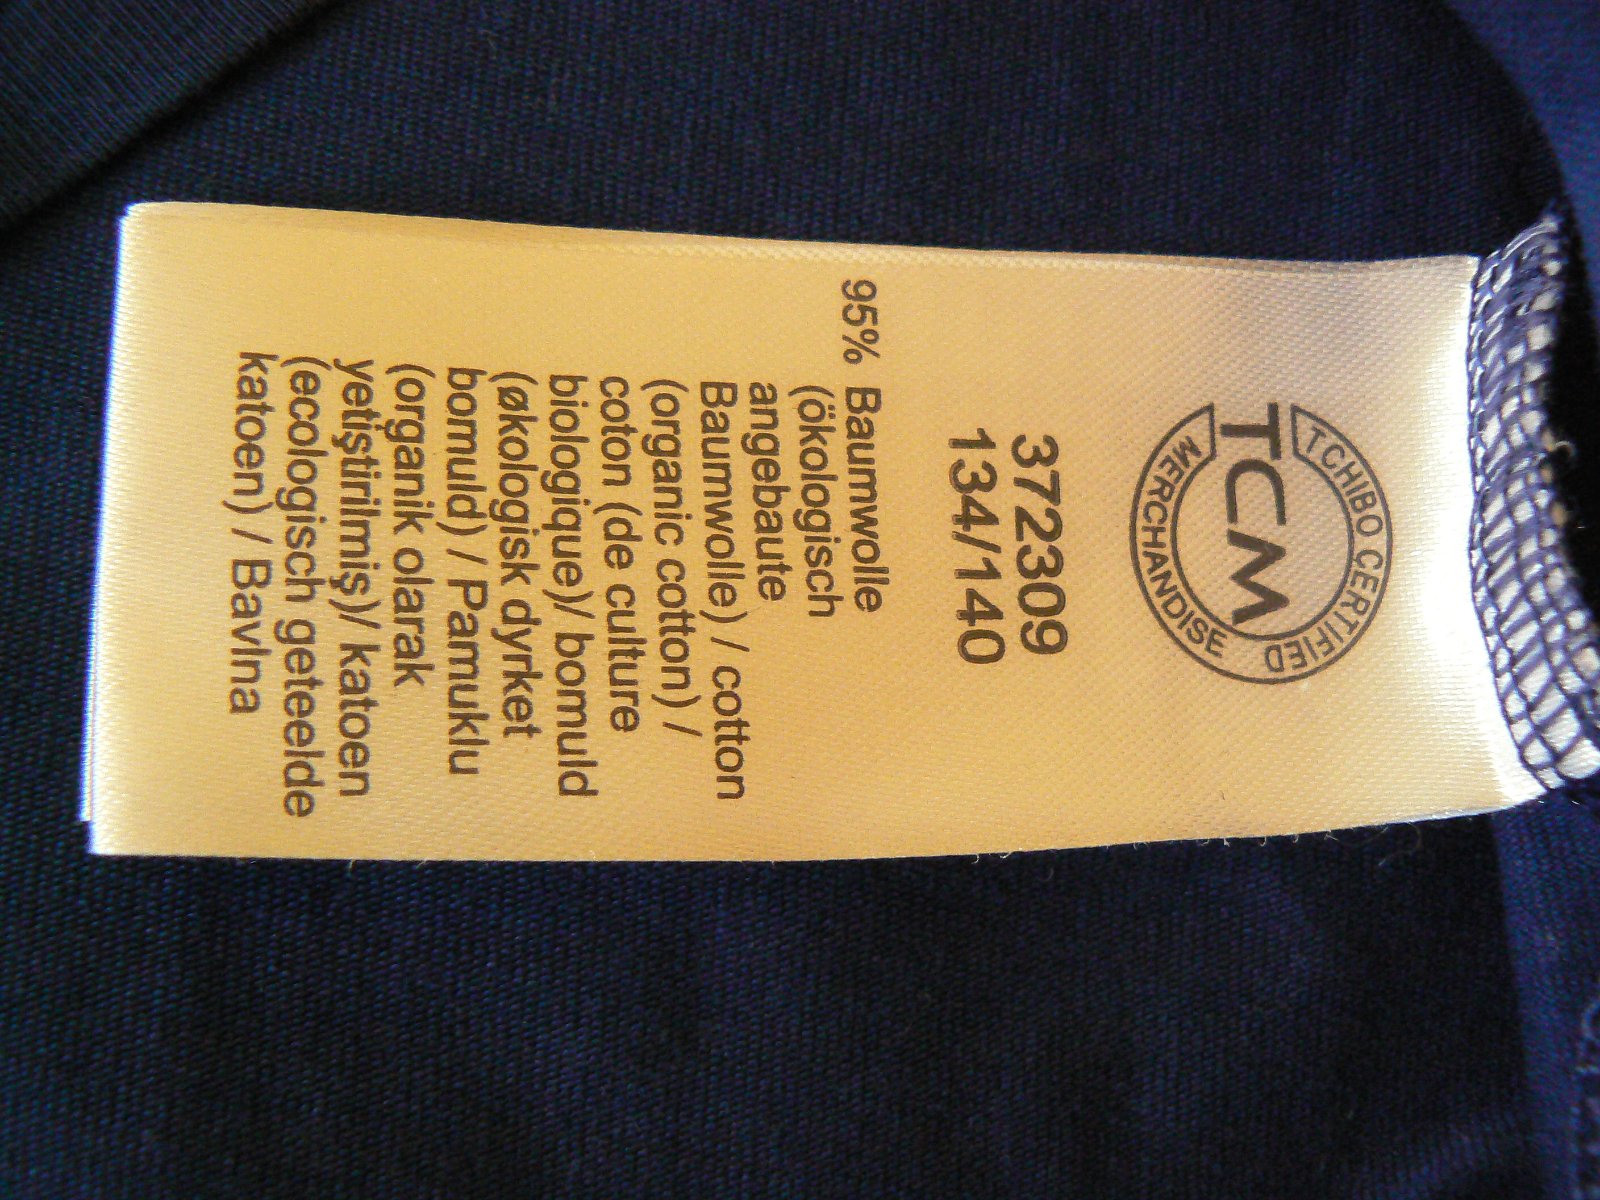 TCHIBO CERTIFIED
TCM
MERCHANDISE
372309
134/140
95% Baumwolle
(ökologisch
angebaute
Baumwolle) / cotton
(organic cotton) /
coton (de culture
biologique)/ bomuld
(økologisk dyrket
bomuld) / Pamuklu
(organik olarak
yetiştirilmiş)/ katoen
(ecologisch geteelde
katoen) / Bavlna